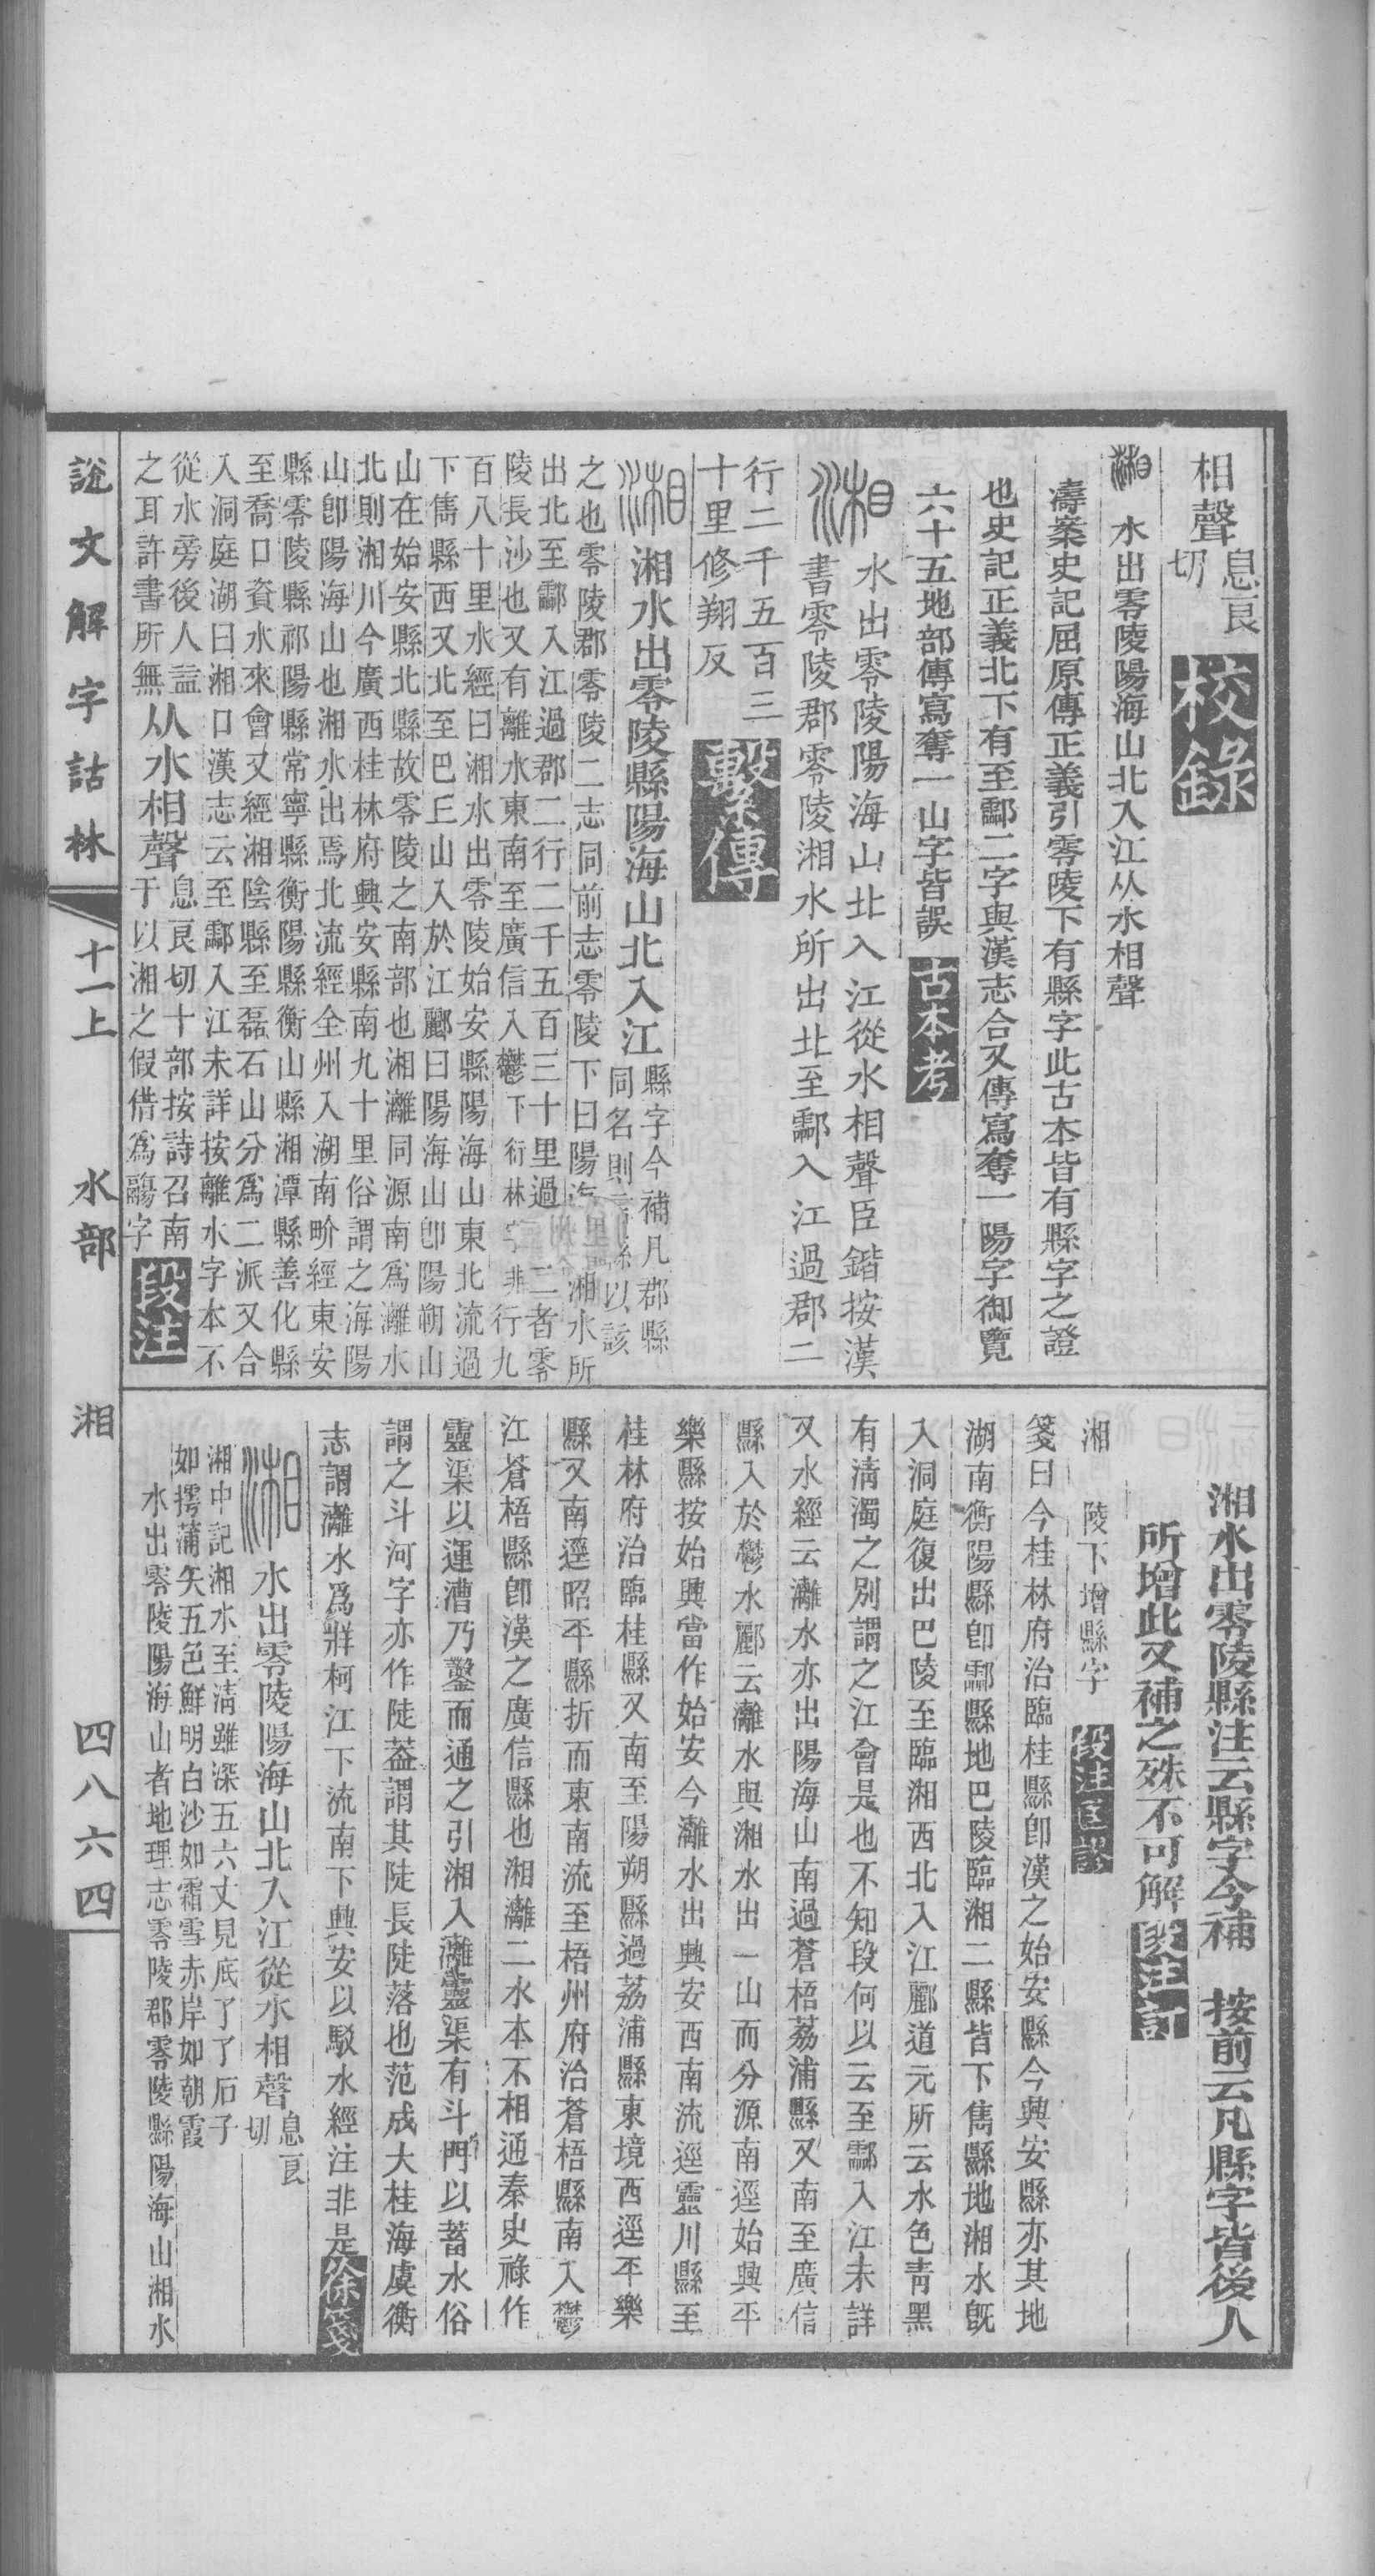 相聲息良切 校錄
湘 水出零陵陽海山北入江从水相聲
濤案史記屈原傳正義引零陵下有縣字此古本皆有縣字之證
也史記正義北下有至酃二字與漢志合又傳寫奪一陽字御覽
六十五地部傳寫奪一山字皆誤 古本考
湘 水出零陵陽海山北入江從水相聲臣鍇按漢
書零陵郡零陵湘水所出北至酃入江過郡二
行二千五百三
十里修翔反 繫傳
湘 湘水出零陵縣陽海山北入江 縣字今補凡郡縣
同名則言縣以該
之也零陵郡零陵二志同前志零陵下曰陽海山湘水所
出北至酃入江過郡二行二千五百三十里過二者零
陵長沙也又有離水東南至廣信入鬱下衍林字非行九
百八十里水經曰湘水出零陵始安縣陽海山東北流過
下雋縣西又北至巴丘山入於江酈曰陽海山卽陽朔山
山在始安縣北縣故零陵之南部也湘灕同源南爲灕水
北則湘川今廣西桂林府興安縣南九十里俗謂之海陽
山卽陽海山也湘水出焉北流經全州入湖南畍經東安
縣零陵縣祁陽縣常寧縣衡陽縣衡山縣湘潭縣善化縣
至喬口資水來會又經湘陰縣至磊石山分爲二派又合
入洞庭湖曰湘口漢志云至酃入江未詳按離水字本不
從水旁後人益
之耳許書所無 从水相聲 息良切十部按詩召南
于以湘之假借爲鬺字 段注
湘水出零陵縣注云縣字今補 按前云凡縣字皆後人
所增此又補之殊不可解 段注訂
湘 陵下增縣字 段注匡謬
箋曰今桂林府治臨桂縣卽漢之始安縣今興安縣亦其地
湖南衡陽縣卽酃縣地巴陵臨湘二縣皆下雋縣地湘水旣
入洞庭復出巴陵至臨湘西北入江酈道元所云水色青黑
有清濁之別謂之江會是也不知段何以云至酃入江未詳
又水經云灕水亦出陽海山南過蒼梧荔浦縣又南至廣信
縣入於鬱水酈云灕水與湘水出一山而分源南逕始興平
樂縣按始興當作始安今灕水出興安西南流逕靈川縣至
桂林府治臨桂縣又南至陽朔縣過荔浦縣東境西逕平樂
縣又南逕昭平縣折而東南流至梧州府治蒼梧縣南入鬱
江蒼梧縣卽漢之廣信縣也湘灕二水本不相通秦史祿作
靈渠以運漕乃鑿而通之引湘入灕靈渠有斗門以蓄水俗
謂之斗河字亦作陡葢謂其陡長陡落也范成大桂海虞衡
志謂灕水爲牂柯江下流南下興安以駁水經注非是 徐箋
湘 水出零陵陽海山北入江從水相聲息良切
湘中記湘水至清雖深五六丈見底了了石子
如摴蒲矢五色鮮明白沙如霜雪赤岸如朝霞
水出零陵陽海山者地理志零陵郡零陵縣陽海山湘水
說文解字詁林 十一上 水部 湘 四八六四